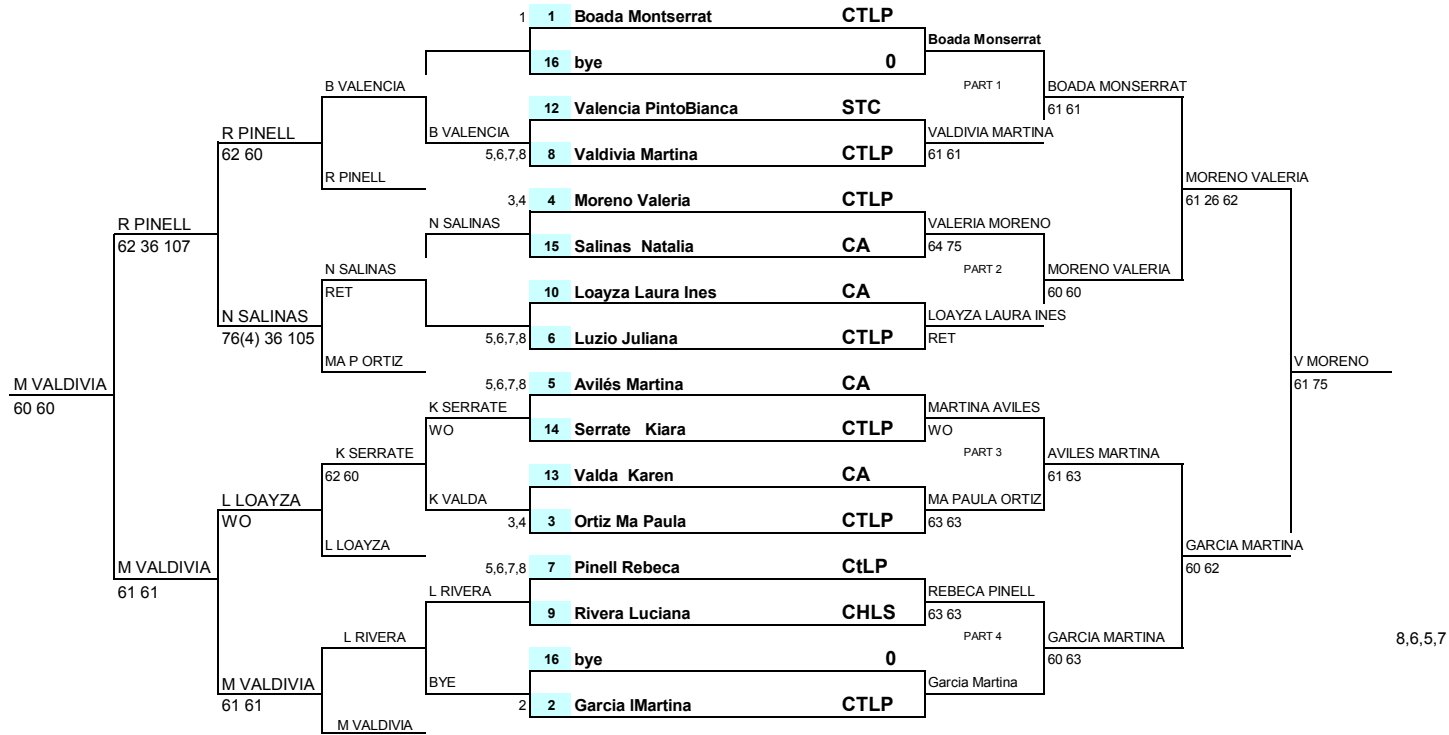 1 1 Boada Montserrat CTLP
Boada Monserrat
16 bye 0
B VALENCIA PART 1 BOADA MONSERRAT
12 Valencia PintoBianca STC 61 61
R PINELL B VALENCIA VALDIVIA MARTINA
62 60 5,6,7,8 8 Valdivia Martina CTLP 61 61
R PINELL MORENO VALERIA
3,4 4 Moreno Valeria CTLP 61 26 62
R PINELL N SALINAS VALERIA MORENO
62 36 107 15 Salinas Natalia CA 64 75
N SALINAS PART 2 MORENO VALERIA
RET 10 Loayza Laura Ines CA 60 60
N SALINAS LOAYZA LAURA INES
76(4) 36 105 5,6,7,8 6 Luzio Juliana CTLP RET
MA P ORTIZ V MORENO
M VALDIVIA 5,6,7,8 5 Avilés Martina CA 61 75
60 60 K SERRATE MARTINA AVILES
WO 14 Serrate Kiara CTLP WO
K SERRATE PART 3 AVILES MARTINA
62 60 13 Valda Karen CA 61 63
L LOAYZA K VALDA MA PAULA ORTIZ
WO 3,4 3 Ortiz Ma Paula CTLP 63 63
L LOAYZA GARCIA MARTINA
M VALDIVIA 5,6,7,8 7 Pinell Rebeca CtLP 60 62
61 61 L RIVERA REBECA PINELL
9 Rivera Luciana CHLS 63 63
L RIVERA PART 4 GARCIA MARTINA 8,6,5,7
16 bye 0 60 63
M VALDIVIA BYE Garcia Martina
61 61 2 2 Garcia IMartina CTLP
M VALDIVIA